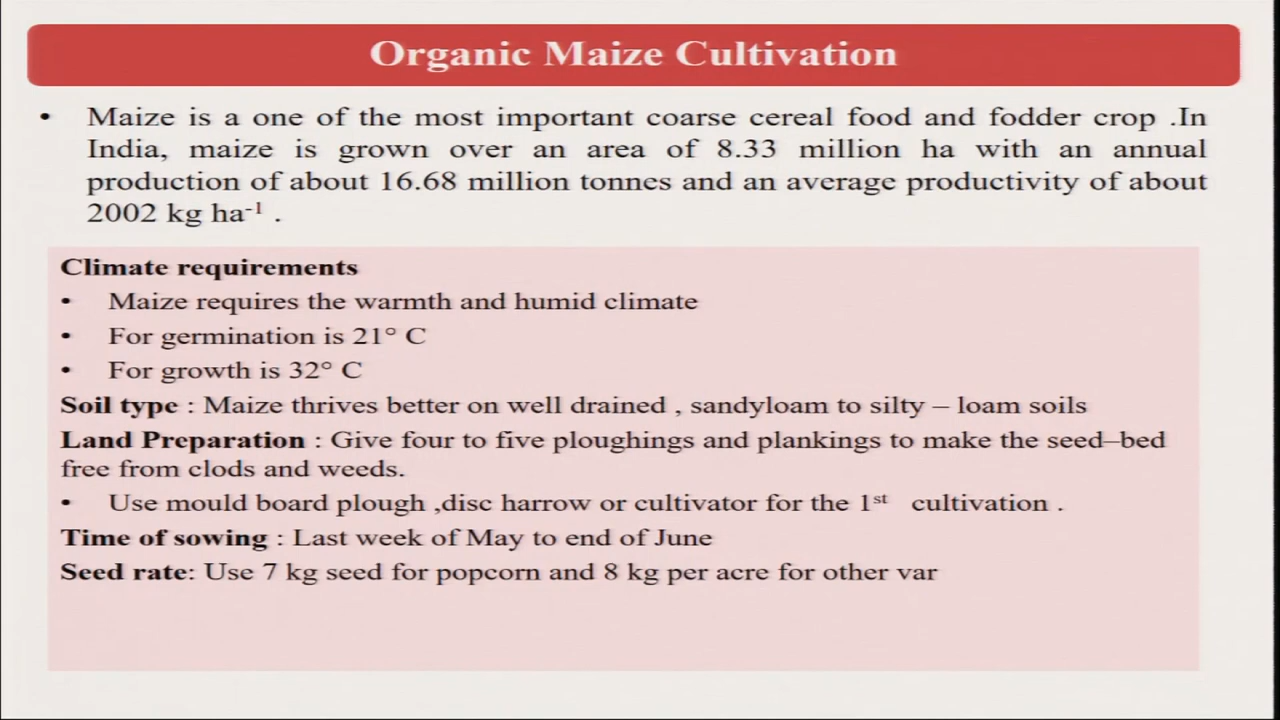 Organic Maize Cultivation
• Maize is a one of the most important coarse cereal food and fodder crop .In
India, maize is grown over an area of 8.33 million ha with an annual
production of about 16.68 million tonnes and an average productivity of about
2002 kg ha-1 .
Climate requirements
• Maize requires the warmth and humid climate
• For germination is 21° C
• For growth is 32° C
Soil type : Maize thrives better on well drained , sandyloam to silty – loam soils
Land Preparation : Give four to five ploughings and plankings to make the seed–bed
free from clods and weeds.
• Use mould board plough ,disc harrow or cultivator for the 1st cultivation .
Time of sowing : Last week of May to end of June
Seed rate: Use 7 kg seed for popcorn and 8 kg per acre for other var